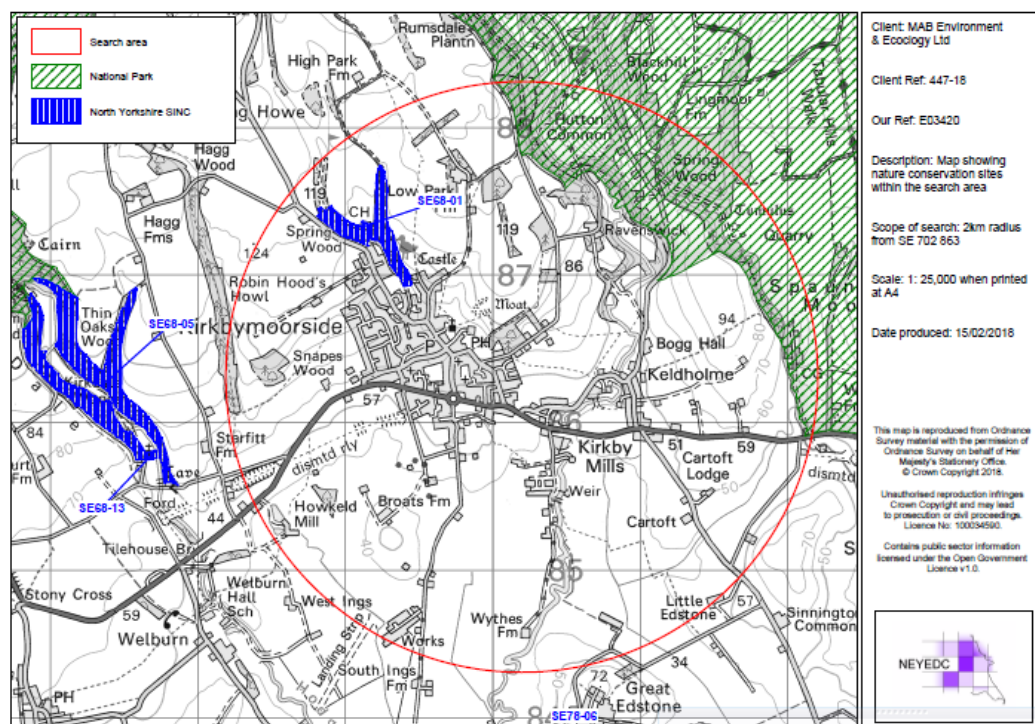 Search area
National Park
North Yorkshire SINC
Rumsdale
Plantn
High Park
Fm
Blackhill
Wood
Lingmoor
Fm
Tabular Hills
Walk
Hutton
Common
Spring
Wood
Tumulus
Quarry
Hagg
Wood
Howe
119
CH
Low Park
SE68-01
Spring
Wood
Hagg
Fms
Cairn
124
Castle
119
Ravenswick
87
86
Robin Hood's
Howl
Moat
Thin
Oaks
SE68-05
Kirkbymoorside
Snapes
Wood
P
PH
94
Bogg Hall
Keldholme
57
84
Starfitt
Fm
dismtd rly
Kirkby
Mills
51
59
Cartoft
Lodge
dismtd
Cave
SE68-13
Ford
44
Howkeld
Mill
Broats Fm
Weir
Cartoft
Tilehouse Br
85
Stony Cross
59
Welburn
Hall
Sch
West Ings
Welburn
Works
South Ings
Fm
Wythes
Fm
Little
Edstone
57
Sinnington
Common
34
72
Great
Edstone
SE78-06
PH
Client: MAB Environment
& Ecology Ltd
Client Ref: 447-18
Our Ref: E03420
Description: Map showing
nature conservation sites
within the search area
Scope of search: 2km radius
from SE 702 863
Scale: 1: 25,000 when printed
at A4
Date produced: 15/02/2018
This map is reproduced from Ordnance
Survey material with the permission of
Ordnance Survey on behalf of Her
Majesty's Stationery Office.
© Crown Copyright 2018.
Unauthorised reproduction infringes
Crown Copyright and may lead
to prosecution or civil proceedings.
Licence No: 100034590.
Contains public sector information
licensed under the Open Government
Licence v1.0.
NEYEDC